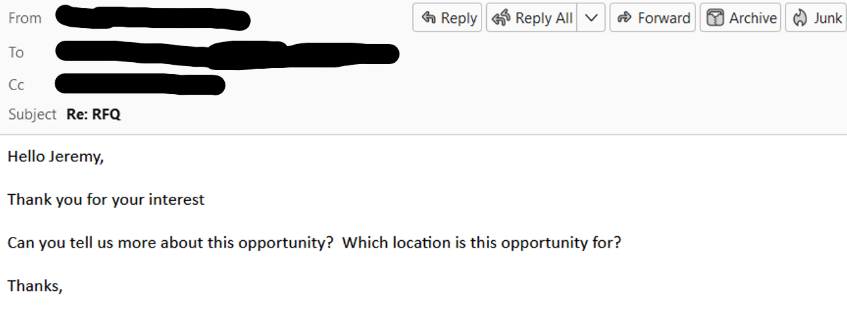 From
Reply
Reply All
Forward
Archive
Junk
To
Cc
Subject Re: RFQ
Hello Jeremy,
Thank you for your interest
Can you tell us more about this opportunity?  Which location is this opportunity for?
Thanks,